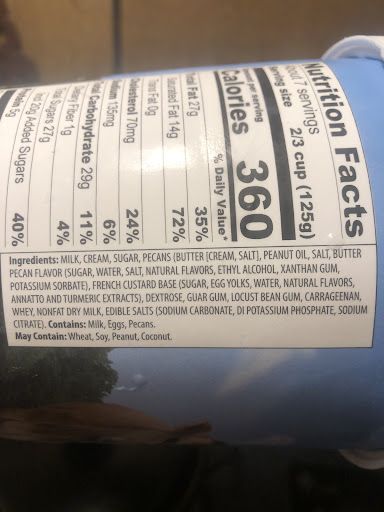 Nutrition Facts
7 servings
serving size 2/3 cup (125g)
per serving
Calories 360
% Daily Value*
Total Fat 27g 35%
Saturated Fat 14g 72%
Trans Fat 0g
Cholesterol 70mg 24%
Sodium 135mg 6%
Total Carbohydrate 29g 11%
Dietary Fiber 1g 4%
Total Sugars 27g
Added Sugars 40%
5g
Ingredients: MILK, CREAM, SUGAR, PECANS (BUTTER [CREAM, SALT], PEANUT OIL, SALT, BUTTER
PECAN FLAVOR (SUGAR, WATER, SALT, NATURAL FLAVORS, ETHYL ALCOHOL, XANTHAN GUM,
POTASSIUM SORBATE), FRENCH CUSTARD BASE (SUGAR, EGG YOLKS, WATER, NATURAL FLAVORS,
ANNATTO AND TURMERIC EXTRACTS), DEXTROSE, GUAR GUM, LOCUST BEAN GUM, CARRAGEENAN,
WHEY, NONFAT DRY MILK, EDIBLE SALTS (SODIUM CARBONATE, DI POTASSIUM PHOSPHATE, SODIUM
CITRATE). Contains: Milk, Eggs, Pecans.
May Contain: Wheat, Soy, Peanut, Coconut.